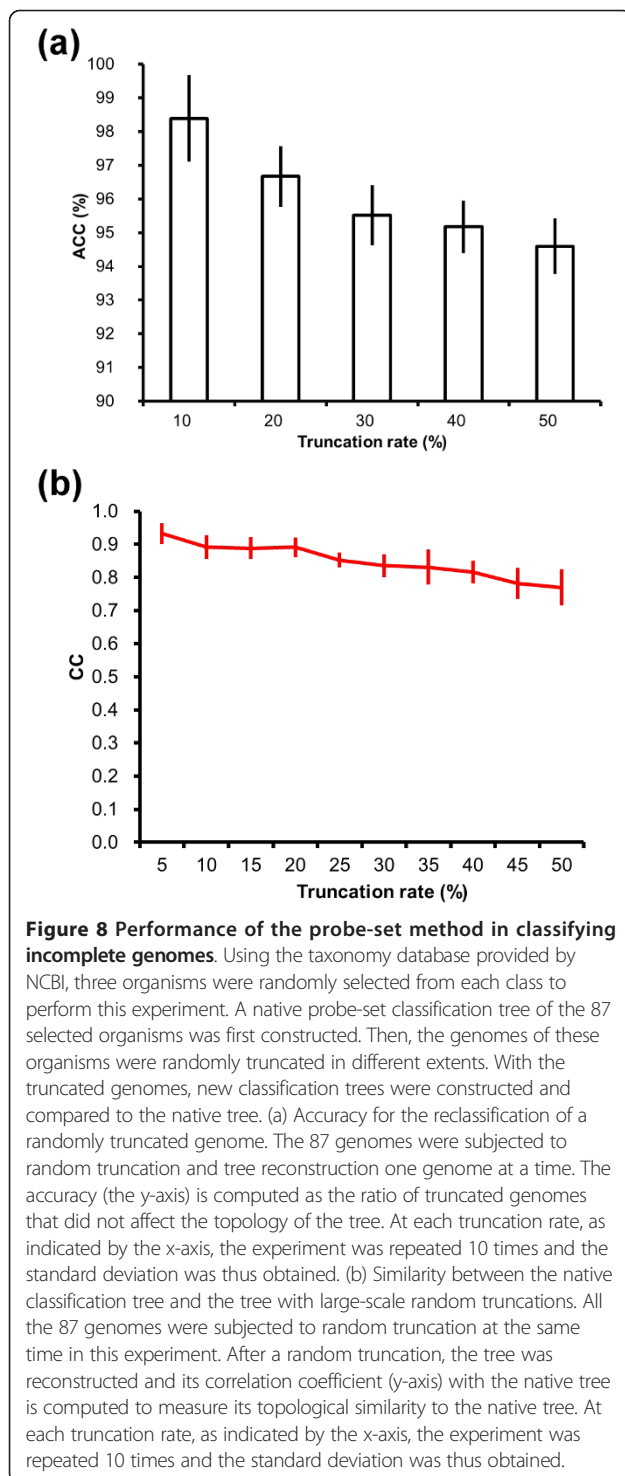 (a)
100
99
98
97
96
95
94
93
92
91
90
ACC (%)
10 20 30 40 50
Truncation rate (%)
(b)
1.0
0.9
0.8
0.7
0.6
0.5
0.4
0.3
0.2
0.1
0.0
CC
5 10 15 20 25 30 35 40 45 50
Truncation rate (%)
Figure 8 Performance of the probe-set method in classifying
incomplete genomes. Using the taxonomy database provided by
NCBI, three organisms were randomly selected from each class to
perform this experiment. A native probe-set classification tree of the 87
selected organisms was first constructed. Then, the genomes of these
organisms were randomly truncated in different extents. With the
truncated genomes, new classification trees were constructed and
compared to the native tree. (a) Accuracy for the reclassification of a
randomly truncated genome. The 87 genomes were subjected to
random truncation and tree reconstruction one genome at a time. The
accuracy (the y-axis) is computed as the ratio of truncated genomes
that did not affect the topology of the tree. At each truncation rate, as
indicated by the x-axis, the experiment was repeated 10 times and the
standard deviation was thus obtained. (b) Similarity between the native
classification tree and the tree with large-scale random truncations. All
the 87 genomes were subjected to random truncation at the same
time in this experiment. After a random truncation, the tree was
reconstructed and its correlation coefficient (y-axis) with the native tree
is computed to measure its topological similarity to the native tree. At
each truncation rate, as indicated by the x-axis, the experiment was
repeated 10 times and the standard deviation was thus obtained.